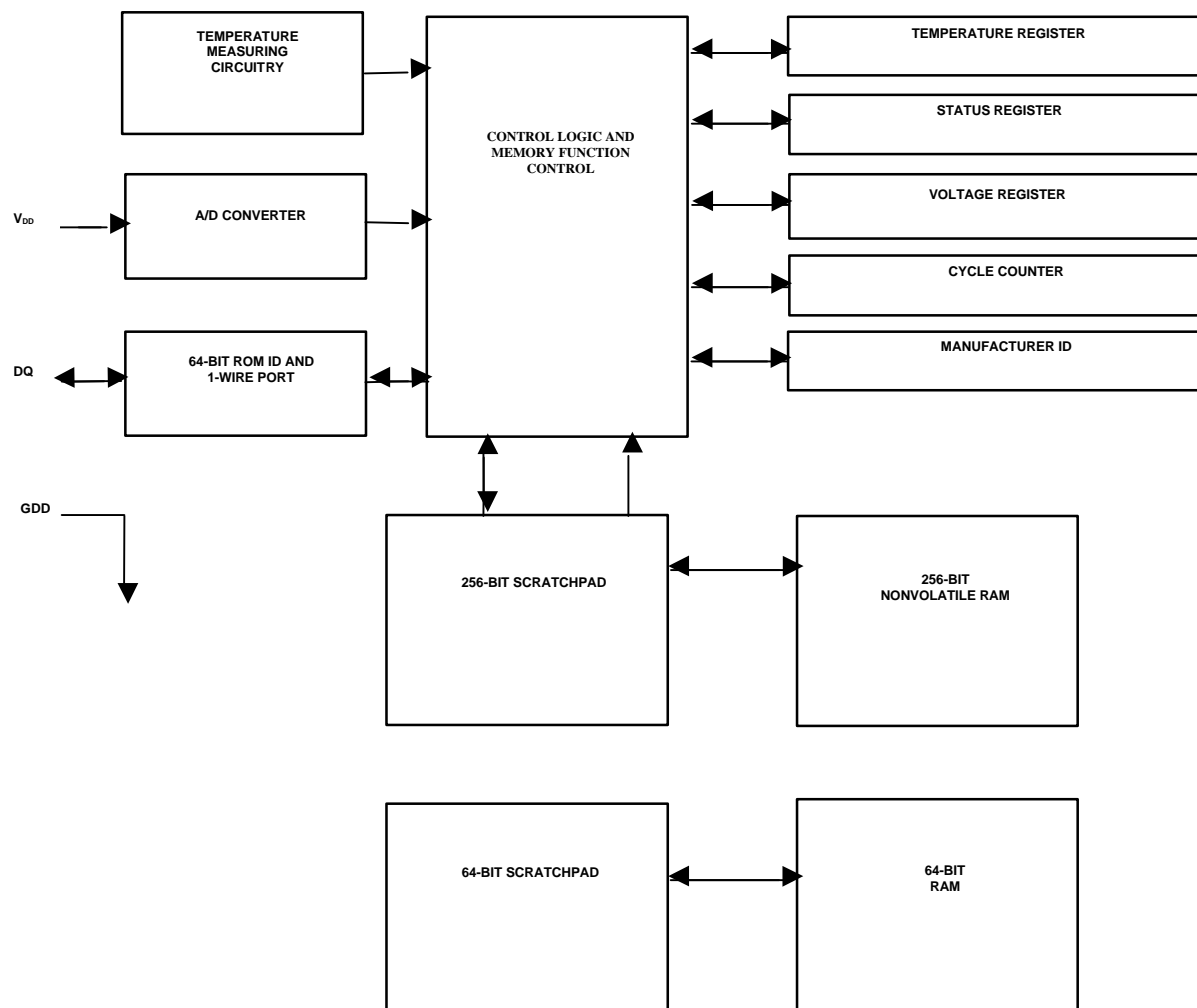 TEMPERATURE
MEASURING
CIRCUITRY
CONTROL LOGIC AND
MEMORY FUNCTION
CONTROL
TEMPERATURE REGISTER
STATUS REGISTER
VDD
A/D CONVERTER
VOLTAGE REGISTER
CYCLE COUNTER
DQ
64-BIT ROM ID AND
1-WIRE PORT
MANUFACTURER ID
GDD
256-BIT SCRATCHPAD
256-BIT
NONVOLATILE RAM
64-BIT SCRATCHPAD
64-BIT
RAM